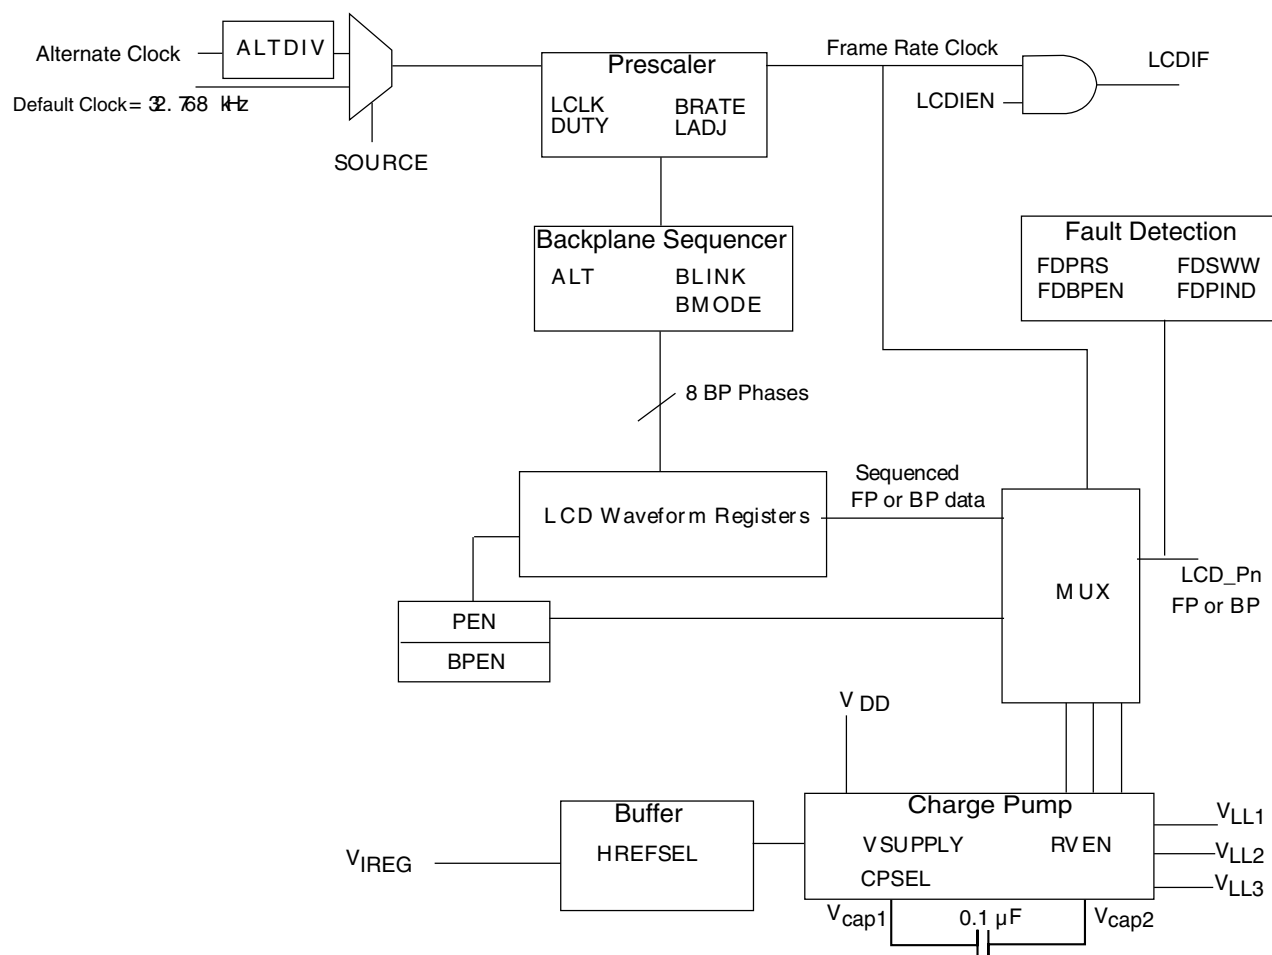 Alternate Clock
ALTDIV
Default Clock = 32.768 kHz
SOURCE
Prescaler
LCLK BRATE
DUTY LADJ
Frame Rate Clock
LCDIEN
LCDIF
Backplane Sequencer
ALT BLINK
BMODE
Fault Detection
FDPRS FDSWW
FDBPEN FDPIND
8 BP Phases
LCD Waveform Registers
Sequenced
FP or BP data
MUX
LCD_Pn
FP or BP
PEN
BPEN
VDD
Buffer
HREFSEL
VIREG
Charge Pump
VSUPPLY RVEN
CPSEL
VLL1
VLL2
VLL3
Vcap1 0.1 µF Vcap2